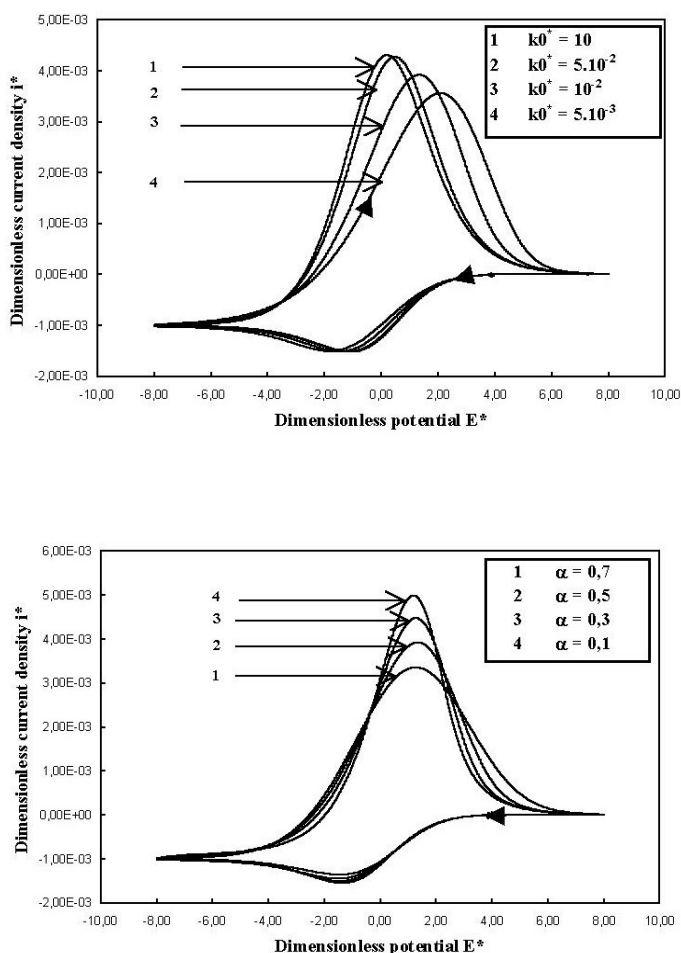 5,00E-03
4,00E-03
3,00E-03
2,00E-03
1,00E-03
0,00E+00
-1,00E-03
-2,00E-03
Dimensionless current density i*
1
2
3
4
1 k0* = 10
2 k0* = 5.10-2
3 k0* = 10-2
4 k0* = 5.10-3
-10,00 -8,00 -6,00 -4,00 -2,00 0,00 2,00 4,00 6,00 8,00 10,00
Dimensionless potential E*
6,00E-03
5,00E-03
4,00E-03
3,00E-03
2,00E-03
1,00E-03
0,00E+00
-1,00E-03
-2,00E-03
Dimensionless current density i*
4
3
2
1
1 α = 0,7
2 α = 0,5
3 α = 0,3
4 α = 0,1
-10,00 -8,00 -6,00 -4,00 -2,00 0,00 2,00 4,00 6,00 8,00 10,00
Dimensionless potential E*